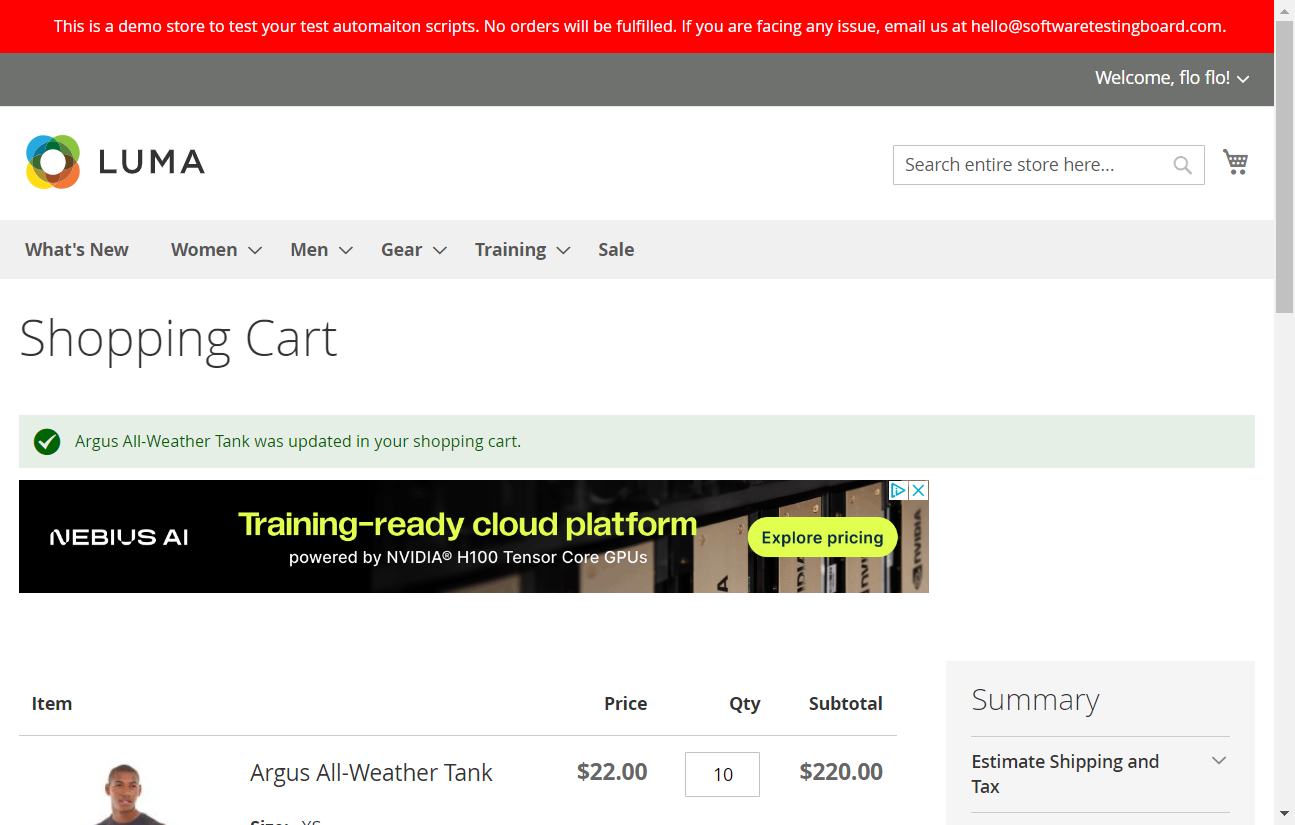 This is a demo store to test your test automaiton scripts. No orders will be fulfilled. If you are facing any issue, email us at hello@softwaretestingboard.com.
Welcome, flo flo!
LUMA
Search entire store here...
What's New Women Men Gear Training Sale
Shopping Cart
Argus All-Weather Tank was updated in your shopping cart.
NEBIUS AI
Training-ready cloud platform
powered by NVIDIA® H100 Tensor Core GPUs
Explore pricing
NVIDIA
Item Price Qty Subtotal
Argus All-Weather Tank $22.00 10 $220.00
Size: XS
Summary
Estimate Shipping and
Tax